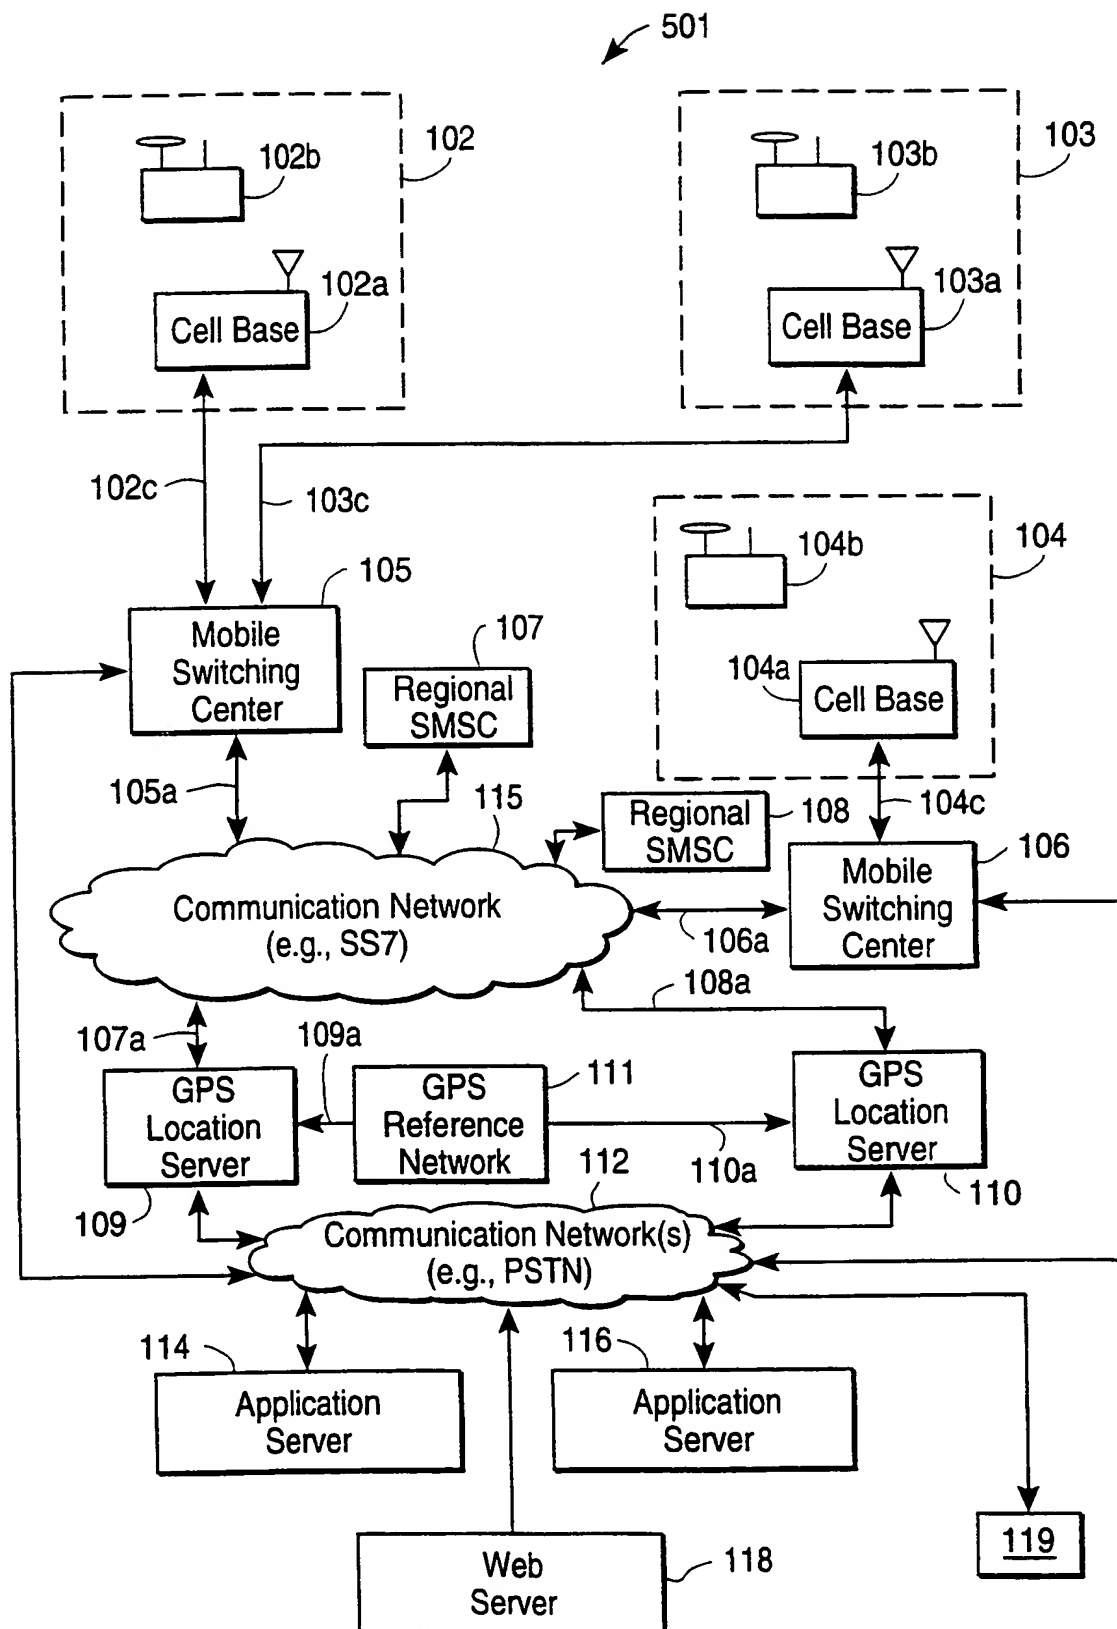 501
102
102b
102a
Cell Base
103
103b
103a
Cell Base
102c
103c
104
104b
104a
Cell Base
105
Mobile
Switching
Center
107
Regional
SMSC
104c
105a
115
Regional
SMSC
108
106
Mobile
Switching
Center
Communication Network
(e.g., SS7)
106a
108a
107a
109a
GPS
Location
Server
GPS
Reference
Network
111
GPS
Location
Server
110a
109
112
110
Communication Network(s)
(e.g., PSTN)
114
116
Application
Server
Application
Server
119
Web
Server
118